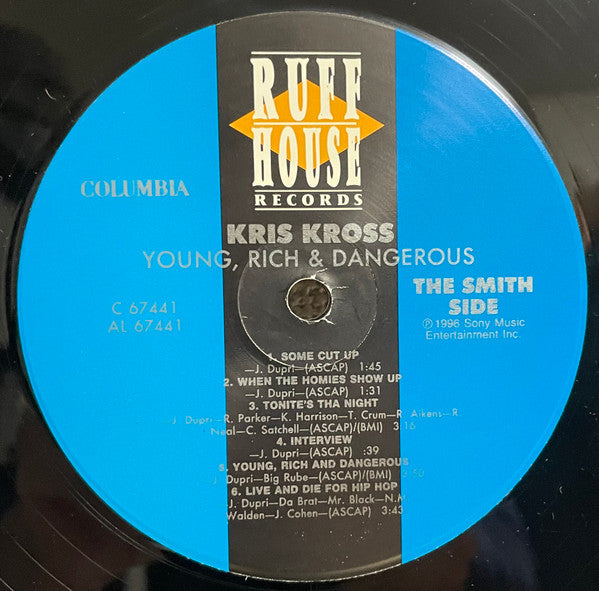 RUFF
HOUSE
RECORDS
COLUMBIA
KRIS KROSS
YOUNG, RICH & DANGEROUS
C 67441
AL 67441
THE SMITH
SIDE
℗ 1996 Sony Music
Entertainment Inc.
1. SOME CUT UP
—J. Dupri—(ASCAP) 1:45
2. WHEN THE HOMIES SHOW UP
—J. Dupri—(ASCAP) 1:31
3. TONITE'S THA NIGHT
J. Dupri—R. Parker—K. Harrison—T. Crum—R. Aikens—R.
Neal—C. Satchell—(ASCAP)/(BMI) 3:16
4. INTERVIEW
—J. Dupri—(ASCAP) :39
5. YOUNG, RICH AND DANGEROUS
J. Dupri—Big Rube—(ASCAP)/(BMI) 3:50
6. LIVE AND DIE FOR HIP HOP
J. Dupri—Da Brat—Mr. Black—N.M.
Walden—J. Cohen—(ASCAP) 3:43